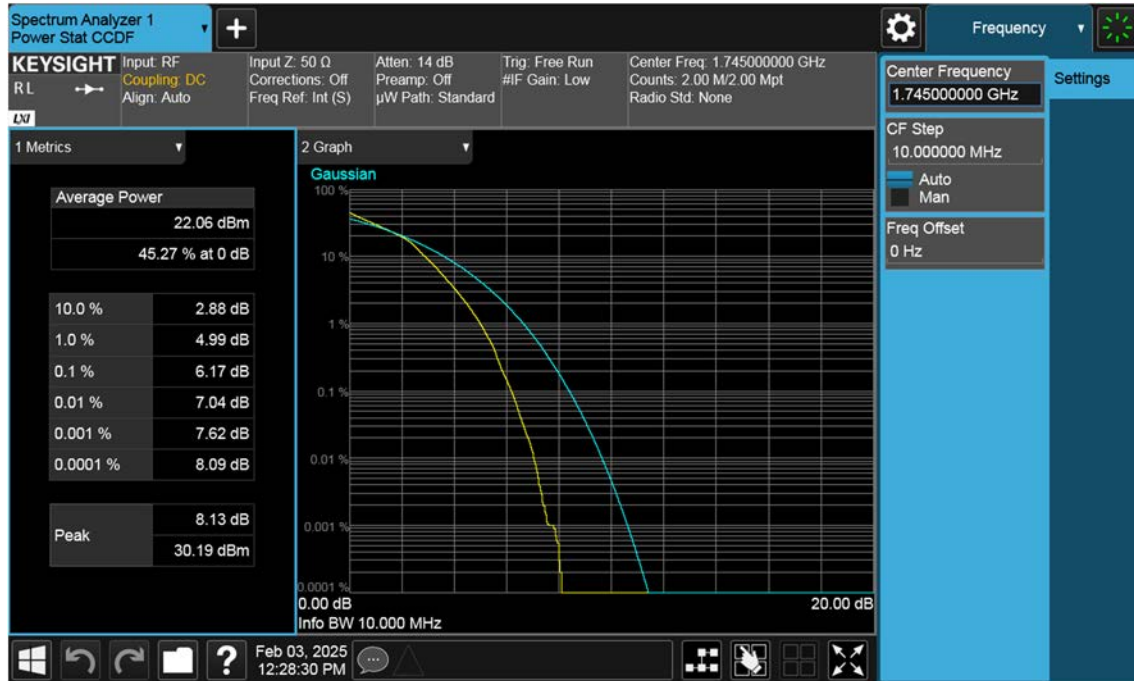 Spectrum Analyzer 1
Power Stat CCDF
+
Frequency
KEYSIGHT
R L
LXI
Input: RF
Coupling: DC
Align: Auto
Input Z: 50 Ω
Corrections: Off
Freq Ref: Int (S)
Atten: 14 dB
Preamp: Off
µW Path: Standard
Trig: Free Run
#IF Gain: Low
Center Freq: 1.745000000 GHz
Counts: 2.00 M/2.00 Mpt
Radio Std: None
Center Frequency
1.745000000 GHz
Settings
CF Step
10.000000 MHz
Auto
Man
Freq Offset
0 Hz
1 Metrics
Average Power
22.06 dBm
45.27 % at 0 dB
10.0 % 2.88 dB
1.0 % 4.99 dB
0.1 % 6.17 dB
0.01 % 7.04 dB
0.001 % 7.62 dB
0.0001 % 8.09 dB
Peak
8.13 dB
30.19 dBm
2 Graph
Gaussian
100 %
10 %
1 %
0.1 %
0.01 %
0.001 %
0.0001 %
0.00 dB 20.00 dB
Info BW 10.000 MHz
?
Feb 03, 2025
12:28:30 PM